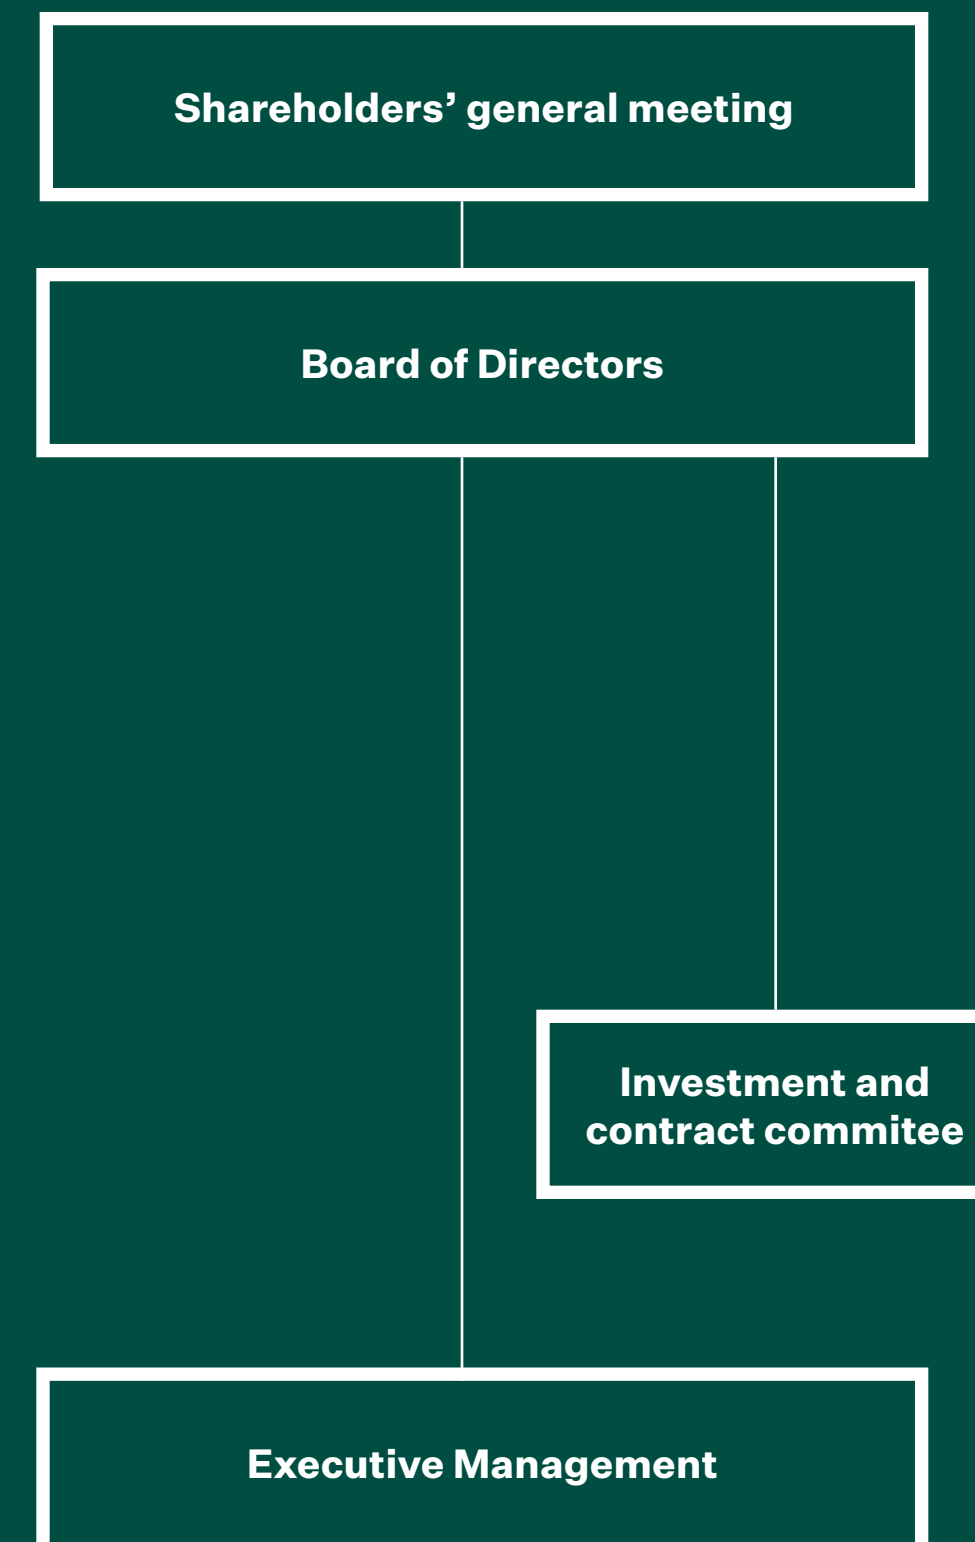 Shareholders’ general meeting
Board of Directors
Investment and
contract commitee
Executive Management